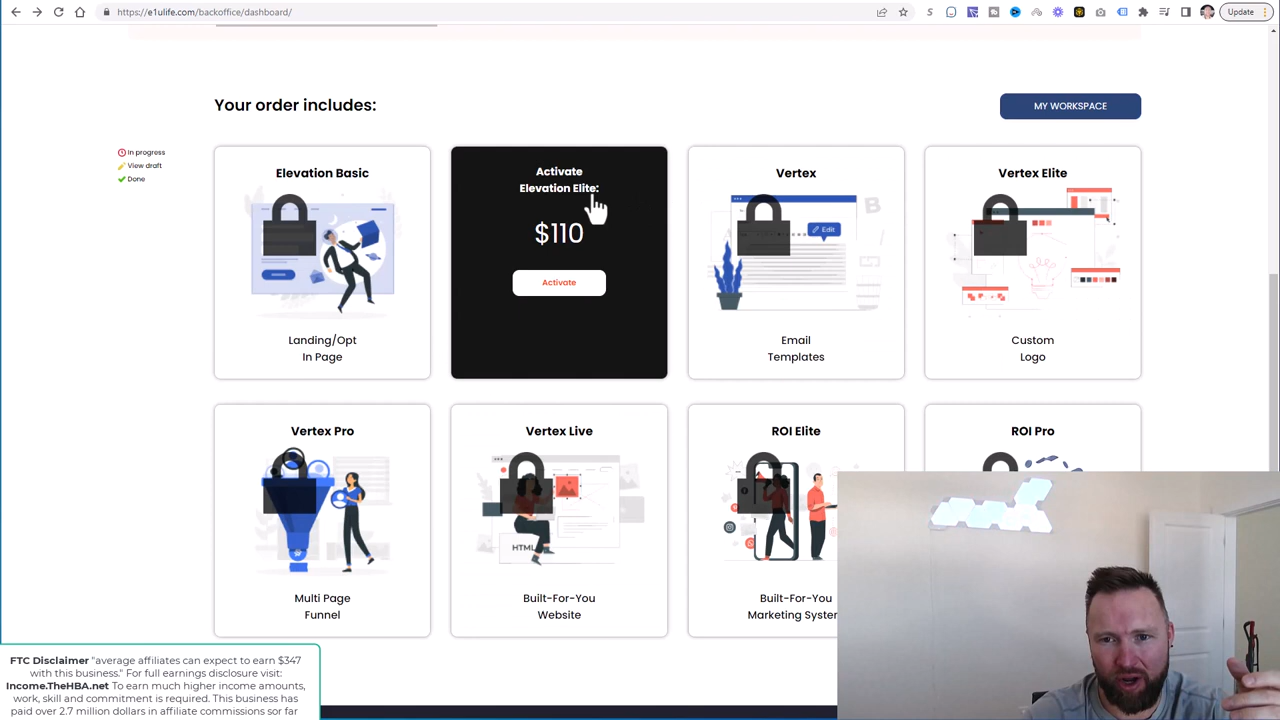 https://e1ulife.com/backoffice/dashboard/
Update
Your order includes:
MY WORKSPACE
In progress
View draft
Done
Elevation Basic
Landing/Opt
In Page
Activate
Elevation Elite:
$110
Activate
Vertex
B
Edit
Email
Templates
Vertex Elite
Custom
Logo
Vertex Pro
Multi Page
Funnel
Vertex Live
HTML
Built-For-You
Website
ROI Elite
Built-For-You
Marketing System
ROI Pro
FTC Disclaimer "average affiliates can expect to earn $347
with this business." For full earnings disclosure visit:
Income.TheHBA.net To earn much higher income amounts,
work, skill and commitment is required. This business has
paid over 2.7 million dollars in affiliate commissions sor far